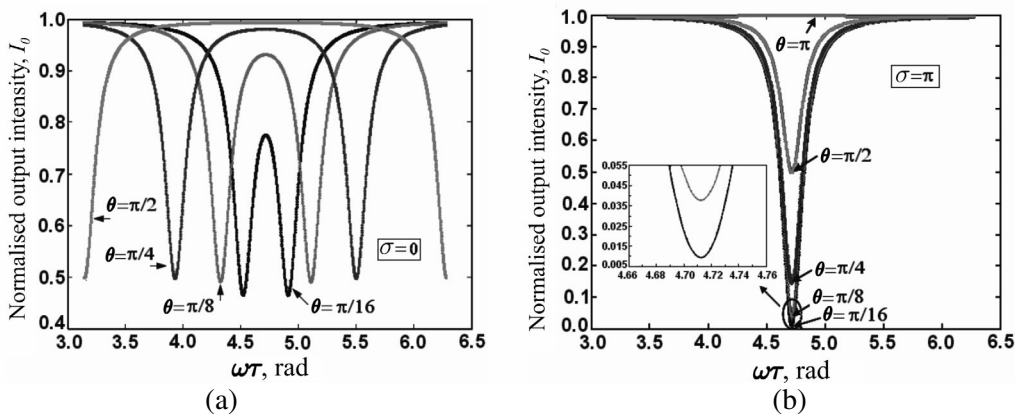 (a)
Normalised output intensity, I₀
1.0
0.9
0.8
0.7
0.6
0.5
0.4
θ=π/2
θ=π/4
θ=π/8
θ=π/16
σ=0
3.0 3.5 4.0 4.5 5.0 5.5 6.0 6.5
ωτ, rad
(a)
b)
Normalised output intensity, I₀
1.0
0.9
0.8
0.7
0.6
0.5
0.4
0.3
0.2
0.1
0.0
θ=π
σ=π
θ=π/2
0.055
0.045
0.035
0.025
0.015
0.005
4.66 4.68 4.70 4.72 4.74 4.76
θ=π/4
θ=π/8
θ=π/16
3.0 3.5 4.0 4.5 5.0 5.5 6.0 6.5
ωτ, rad
(b)